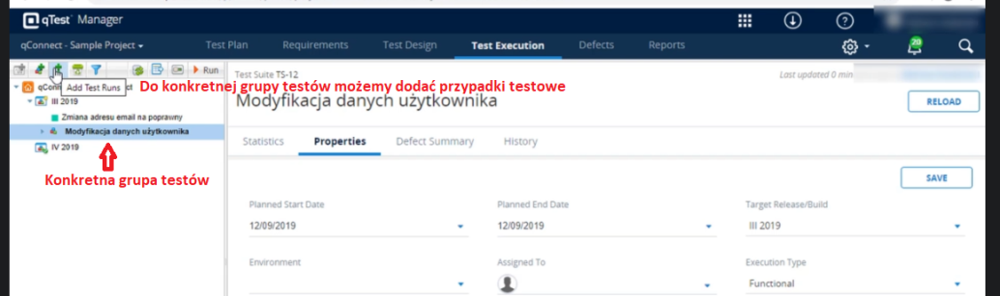 qTest Manager
qConnect - Sample Project
Test Plan
Requirements
Test Design
Test Execution
Defects
Reports
20
Run
Test Suite TS-12
Last updated 0 min
qConn
Add Test Runs
ct
Do konkretnej grupy testów możemy dodać przypadki testowe
III 2019
Modyfikacja danych użytkownika
RELOAD
Zmiana adresu email na poprawny
Modyfikacja danych użytkownika
IV 2019
Statistics
Properties
Defect Summary
History
Konkretna grupa testów
SAVE
Planned Start Date
Planned End Date
Target Release/Build
12/09/2019
12/09/2019
III 2019
Environment
Assigned To
Execution Type
Functional